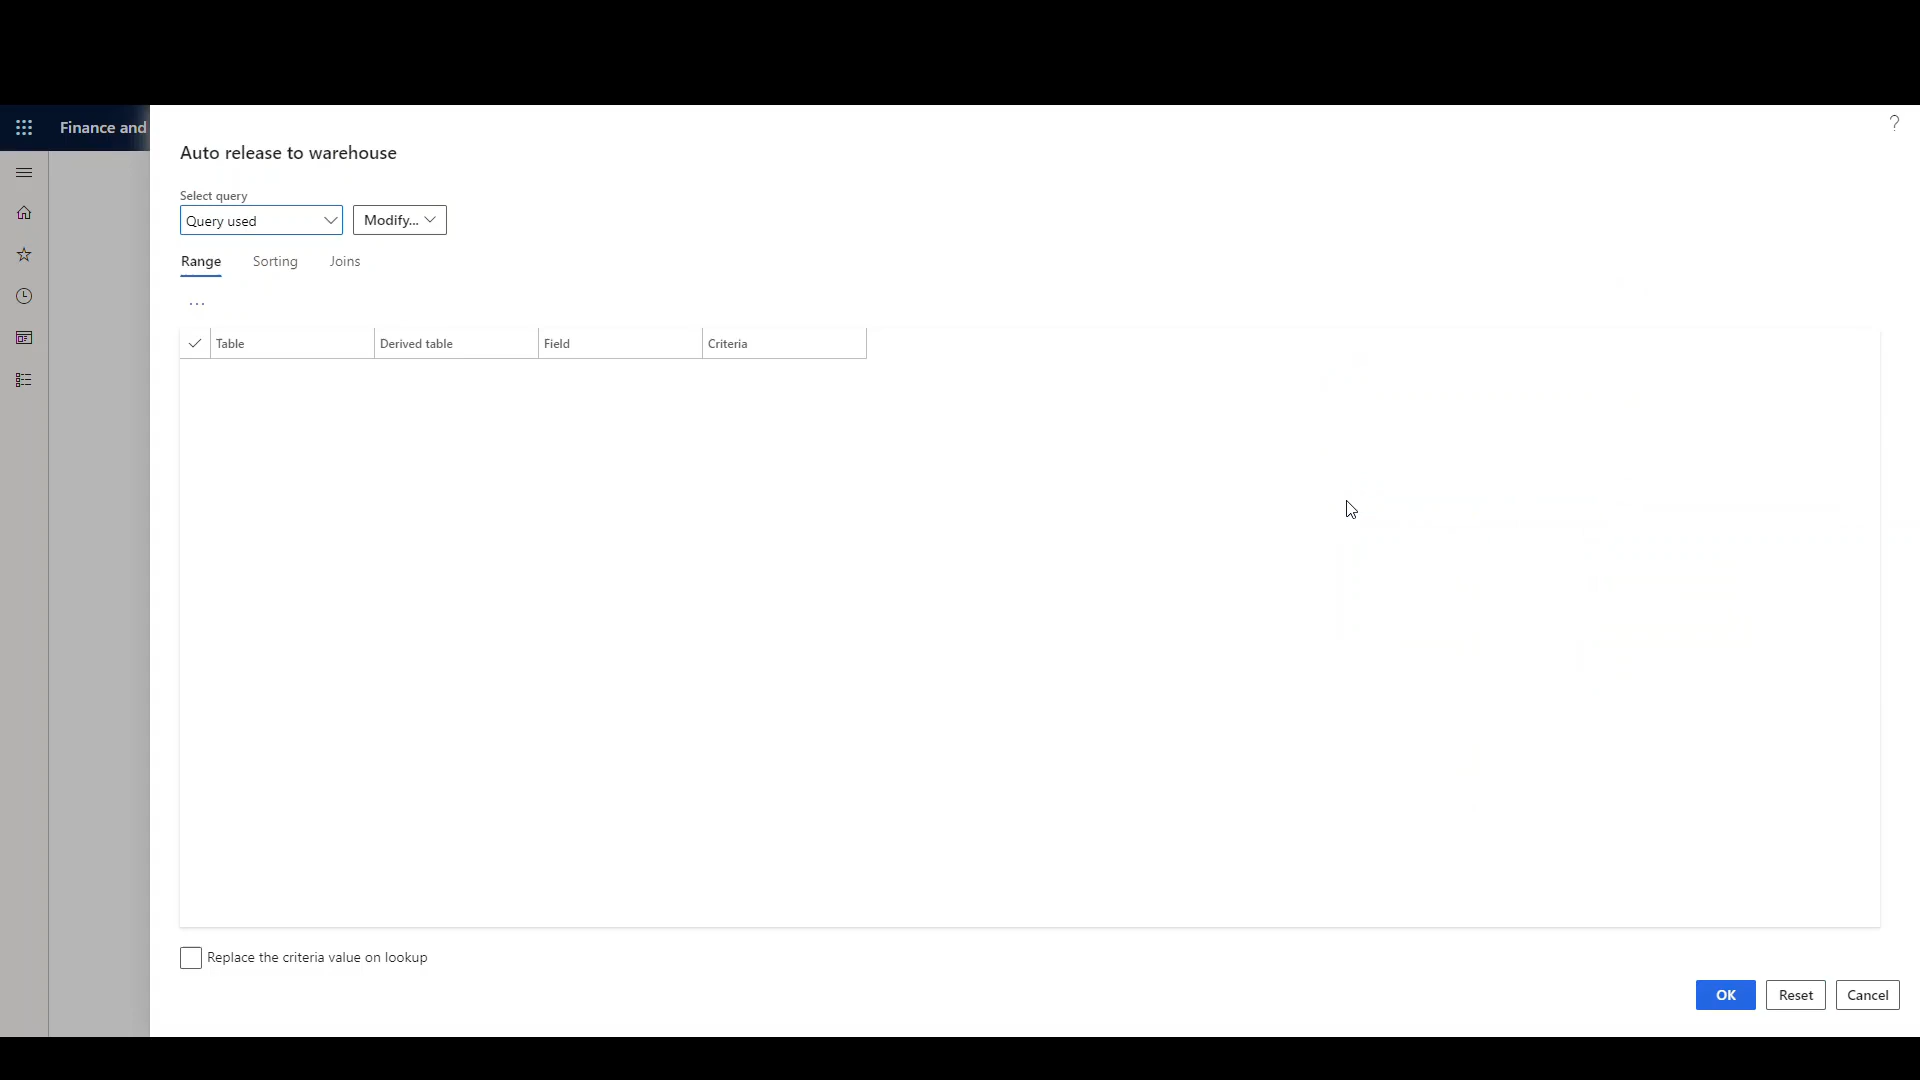 Finance and
?
Auto release to warehouse
Select query
Query used
Modify...
Range Sorting Joins
...
Table Derived table Field Criteria
Replace the criteria value on lookup
OK Reset Cancel